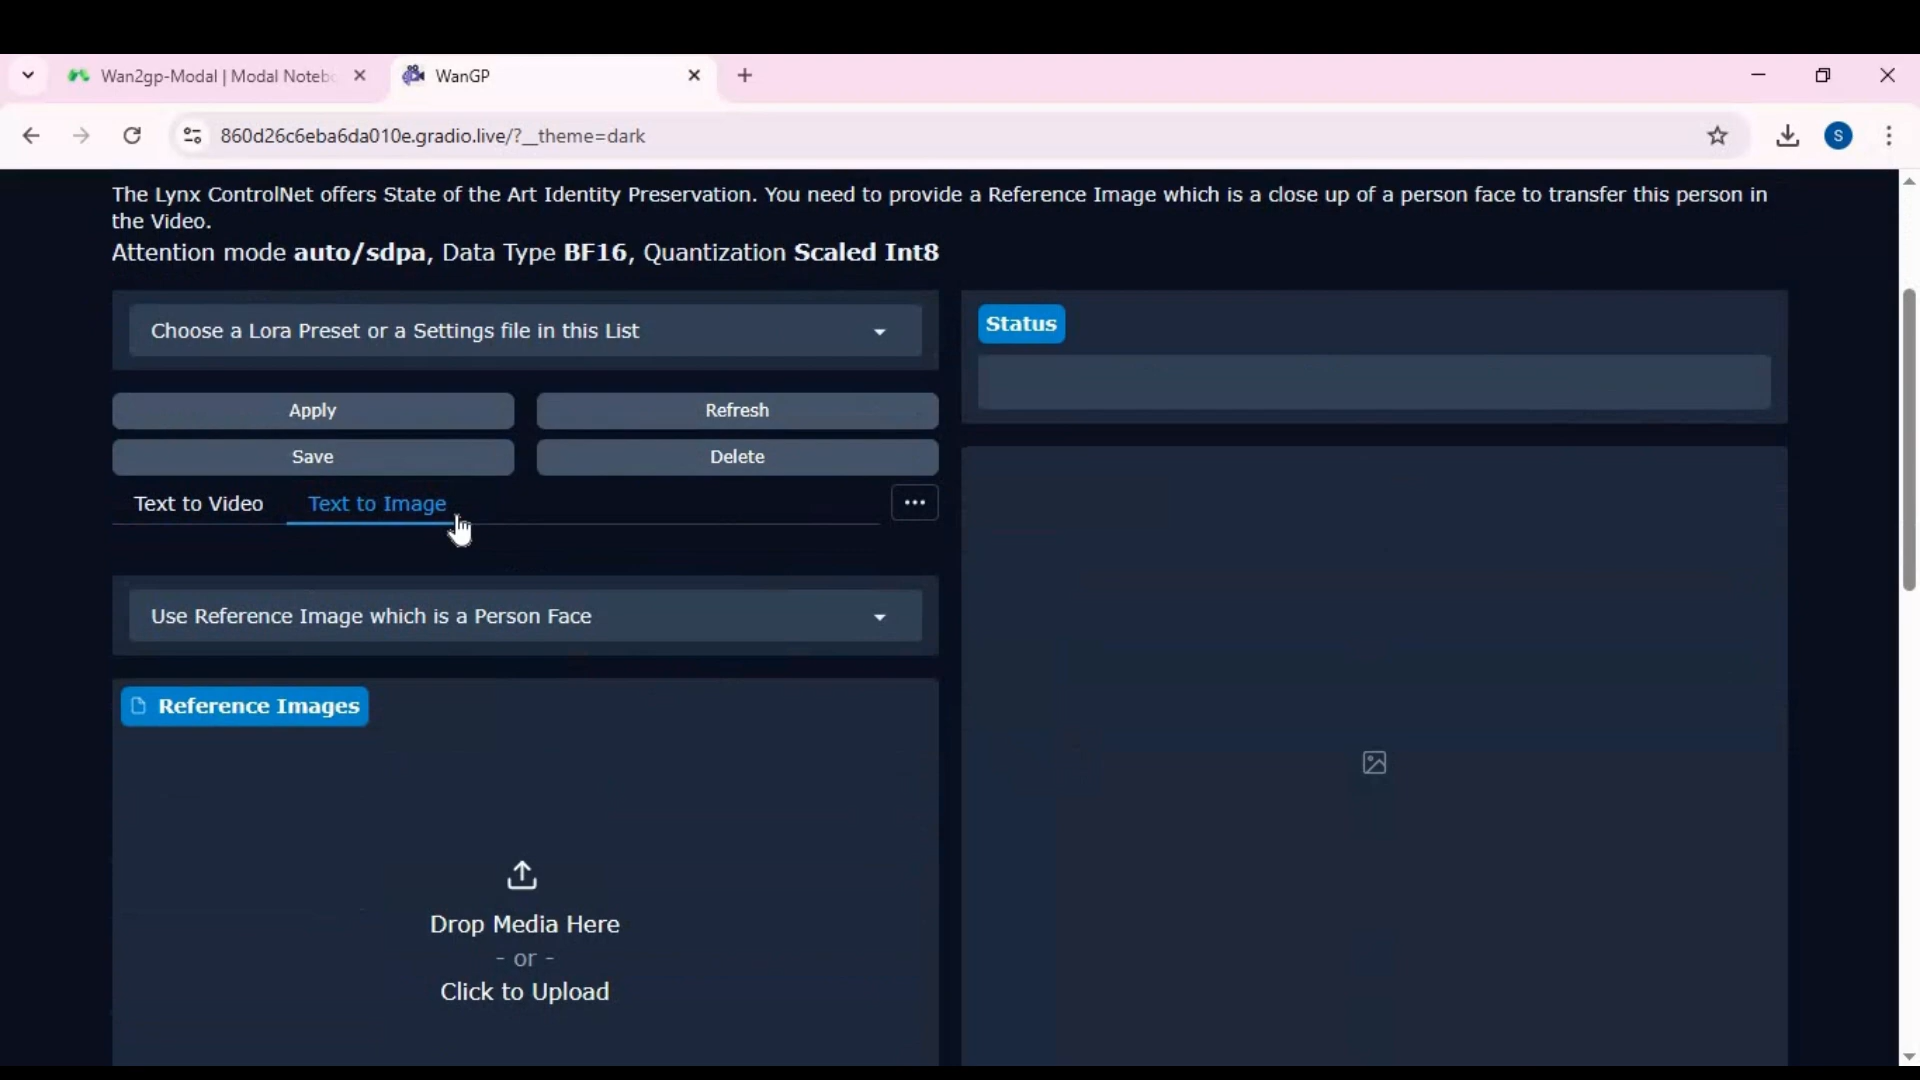 Wan2gp-Modal | Modal Noteb
WanGP
860d26c6eba6da010e.gradio.live/?__theme=dark
S
The Lynx ControlNet offers State of the Art Identity Preservation. You need to provide a Reference Image which is a close up of a person face to transfer this person in
the Video.
Attention mode auto/sdpa, Data Type BF16, Quantization Scaled Int8
Choose a Lora Preset or a Settings file in this List
Status
Apply
Refresh
Save
Delete
Text to Video
Text to Image
Use Reference Image which is a Person Face
Reference Images
Drop Media Here
- or -
Click to Upload